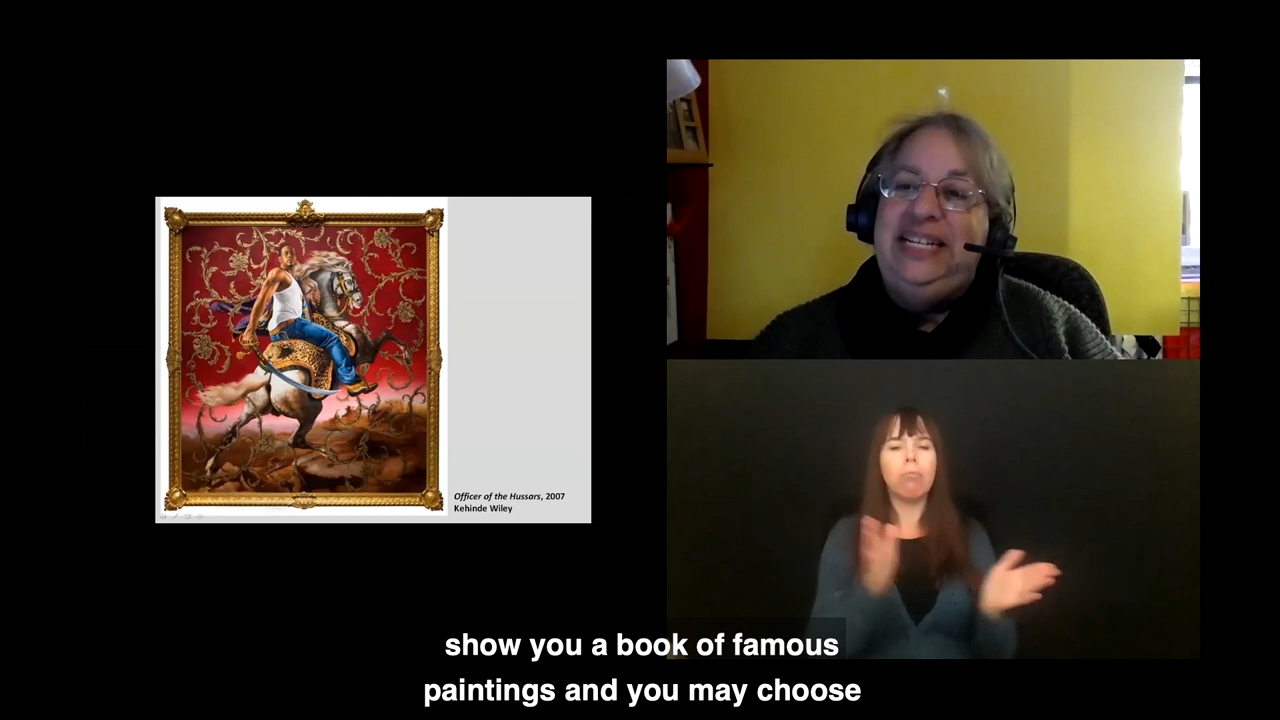 Officer of the Hussars, 2007
Kehinde Wiley
show you a book of famous
paintings and you may choose